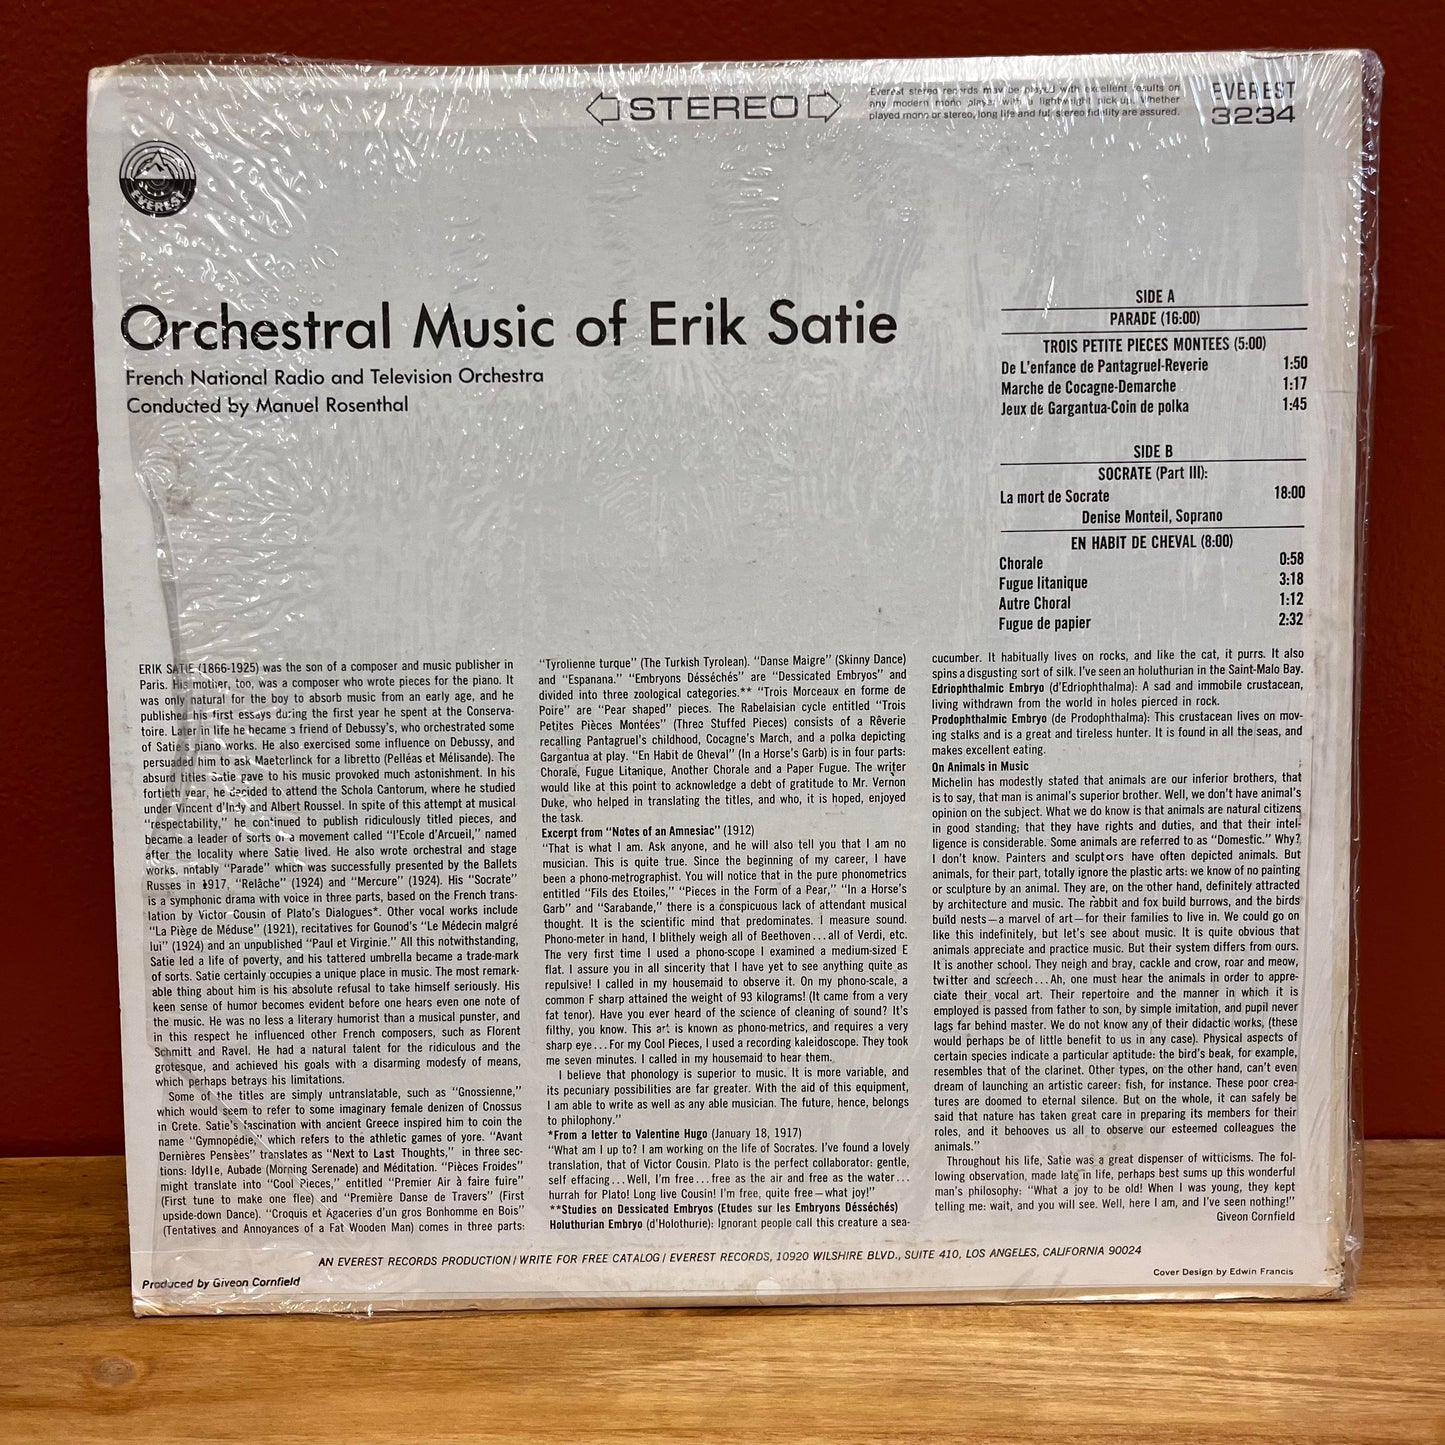 STEREO
Everest stereo records may be played with excellent results on
any modern mono player with a lightweight pick-up. Whether
played mono or stereo, long life and full stereo fidelity are assured.
EVEREST
3234
EVEREST
Orchestral Music of Erik Satie
French National Radio and Television Orchestra
Conducted by Manuel Rosenthal
SIDE A
PARADE (16:00)
TROIS PETITE PIECES MONTEES (5:00)
De L'enfance de Pantagruel-Reverie 1:50
Marche de Cocagne-Demarche 1:17
Jeux de Gargantua-Coin de polka 1:45
SIDE B
SOCRATE (Part III):
La mort de Socrate 18:00
Denise Monteil, Soprano
EN HABIT DE CHEVAL (8:00)
Chorale 0:58
Fugue litanique 3:18
Autre Choral 1:12
Fugue de papier 2:32
ERIK SATIE (1866-1925) was the son of a composer and music publisher in
Paris. His mother, too, was a composer who wrote pieces for the piano. It
was only natural for the boy to absorb music from an early age, and he
published his first essays during the first year he spent at the Conserva-
toire. Later in life he became a friend of Debussy's, who orchestrated some
of Satie's piano works. He also exercised some influence on Debussy, and
persuaded him to ask Maeterlinck for a libretto (Pelléas et Mélisande). The
absurd titles Satie gave to his music provoked much astonishment. In his
fortieth year, he decided to attend the Schola Cantorum, where he studied
under Vincent d'Indy and Albert Roussel. In spite of this attempt at musical
"respectability," he continued to publish ridiculously titled pieces, and
became a leader of sorts of a movement called "l'Ecole d'Arcueil," named
after the locality where Satie lived. He also wrote orchestral and stage
works, notably "Parade" which was successfully presented by the Ballets
Russes in 1917, "Relâche" (1924) and "Mercure" (1924). His "Socrate"
is a symphonic drama with voice in three parts, based on the French trans-
lation by Victor Cousin of Plato's Dialogues*. Other vocal works include
"La Piège de Méduse" (1921), recitatives for Gounod's "Le Médecin malgré
lui" (1924) and an unpublished "Paul et Virginie." All this notwithstanding,
Satie led a life of poverty, and his tattered umbrella became a trade-mark
of sorts. Satie certainly occupies a unique place in music. The most remark-
able thing about him is his absolute refusal to take himself seriously. His
keen sense of humor becomes evident before one hears even one note of
the music. He was no less a literary humorist than a musical punster, and
in this respect he influenced other French composers, such as Florent
Schmitt and Ravel. He had a natural talent for the ridiculous and the
grotesque, and achieved his goals with a disarming modesfy of means,
which perhaps betrays his limitations.
Some of the titles are simply untranslatable, such as "Gnossienne,"
which would seem to refer to some imaginary female denizen of Cnossus
in Crete. Satie's fascination with ancient Greece inspired him to coin the
name "Gymnopédie," which refers to the athletic games of yore. "Avant
Dernières Pensèes" translates as "Next to Last Thoughts," in three sec-
tions: Idylle, Aubade (Morning Serenade) and Méditation. "Pièces Froides"
might translate into "Cool Pieces," entitled "Premier Air à faire fuire"
(First tune to make one flee) and "Première Danse de Travers" (First
upside-down Dance). "Croquis et Agaceries d'un gros Bonhomme en Bois"
(Tentatives and Annoyances of a Fat Wooden Man) comes in three parts:
"Tyrolienne turque" (The Turkish Tyrolean). "Danse Maigre" (Skinny Dance)
and "Espanana." "Embryons Désséchés" are "Dessicated Embryos" and
divided into three zoological categories.** "Trois Morceaux en forme de
Poire" are "Pear shaped" pieces. The Rabelaisian cycle entitled "Trois
Petites Pièces Montées" (Three Stuffed Pieces) consists of a Rêverie
recalling Pantagruel's childhood, Cocagne's March, and a polka depicting
Gargantua at play. "En Habit de Cheval" (In a Horse's Garb) is in four parts:
Chorale, Fugue Litanique, Another Chorale and a Paper Fugue. The writer
would like at this point to acknowledge a debt of gratitude to Mr. Vernon
Duke, who helped in translating the titles, and who, it is hoped, enjoyed
the task.
Excerpt from "Notes of an Amnesiac" (1912)
"That is what I am. Ask anyone, and he will also tell you that I am no
musician. This is quite true. Since the beginning of my career, I have
been a phono-metrographist. You will notice that in the pure phonometrics
entitled "Fils des Etoiles," "Pieces in the Form of a Pear," "In a Horse's
Garb" and "Sarabande," there is a conspicuous lack of attendant musical
thought. It is the scientific mind that predominates. I measure sound.
Phono-meter in hand, I blithely weigh all of Beethoven...all of Verdi, etc.
The very first time I used a phono-scope I examined a medium-sized E
flat. I assure you in all sincerity that I have yet to see anything quite as
repulsive! I called in my housemaid to observe it. On my phono-scale, a
common F sharp attained the weight of 93 kilograms! (It came from a very
fat tenor). Have you ever heard of the science of cleaning of sound? It's
filthy, you know. This art is known as phono-metrics, and requires a very
sharp eye...For my Cool Pieces, I used a recording kaleidoscope. They took
me seven minutes. I called in my housemaid to hear them.
I believe that phonology is superior to music. It is more variable, and
its pecuniary possibilities are far greater. With the aid of this equipment,
I am able to write as well as any able musician. The future, hence, belongs
to philophony."
*From a letter to Valentine Hugo (January 18, 1917)
"What am I up to? I am working on the life of Socrates. I've found a lovely
translation, that of Victor Cousin. Plato is the perfect collaborator: gentle,
self effacing...Well, I'm free...free as the air and free as the water...
hurrah for Plato! Long live Cousin! I'm free, quite free—what joy!"
**Studies on Dessicated Embryos (Etudes sur les Embryons Désséchés)
Holuthurian Embryo (d'Holothurie): Ignorant people call this creature a sea-
cucumber. It habitually lives on rocks, and like the cat, it purrs. It also
spins a disgusting sort of silk. I've seen an holuthurian in the Saint-Malo Bay.
Edriophthalmic Embryo (d'Edriophthalma): A sad and immobile crustacean,
living withdrawn from the world in holes pierced in rock.
Prodophthalmic Embryo (de Prodophthalma): This crustacean lives on mov-
ing stalks and is a great and tireless hunter. It is found in all the seas, and
makes excellent eating.
On Animals in Music
Michelin has modestly stated that animals are our inferior brothers, that
is to say, that man is animal's superior brother. Well, we don't have animal's
opinion on the subject. What we do know is that animals are natural citizens
in good standing; that they have rights and duties, and that their intel-
ligence is considerable. Some animals are referred to as "Domestic." Why?
I don't know. Painters and sculptors have often depicted animals. But
animals, for their part, totally ignore the plastic arts: we know of no painting
or sculpture by an animal. They are, on the other hand, definitely attracted
by architecture and music. The rabbit and fox build burrows, and the birds
build nests—a marvel of art—for their families to live in. We could go on
like this indefinitely, but let's see about music. It is quite obvious that
animals appreciate and practice music. But their system differs from ours.
It is another school. They neigh and bray, cackle and crow, roar and meow,
twitter and screech...Ah, one must hear the animals in order to appre-
ciate their vocal art. Their repertoire and the manner in which it is
employed is passed from father to son, by simple imitation, and pupil never
lags far behind master. We do not know any of their didactic works, (these
would perhaps be of little benefit to us in any case). Physical aspects of
certain species indicate a particular aptitude: the bird's beak, for example,
resembles that of the clarinet. Other types, on the other hand, can't even
dream of launching an artistic career: fish, for instance. These poor crea-
tures are doomed to eternal silence. But on the whole, it can safely be
said that nature has taken great care in preparing its members for their
roles, and it behooves us all to observe our esteemed colleagues the
animals."
Throughout his life, Satie was a great dispenser of witticisms. The fol-
lowing observation, made late in life, perhaps best sums up this wonderful
man's philosophy: "What a joy to be old! When I was young, they kept
telling me: wait, and you will see. Well, here I am, and I've seen nothing!"
Giveon Cornfield
AN EVEREST RECORDS PRODUCTION / WRITE FOR FREE CATALOG / EVEREST RECORDS, 10920 WILSHIRE BLVD., SUITE 410, LOS ANGELES, CALIFORNIA 90024
Produced by Giveon Cornfield
Cover Design by Edwin Francis